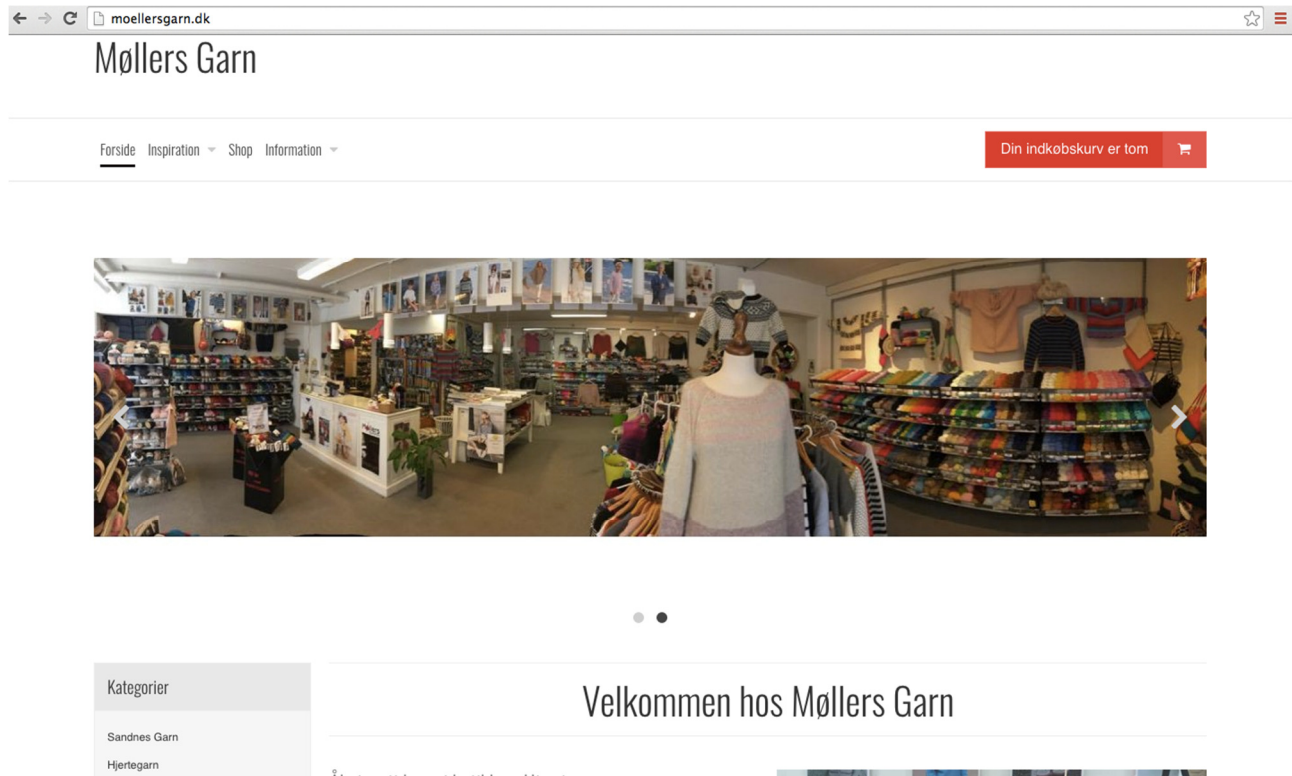 moellersgarn.dk
Møllers Garn
Forside Inspiration Shop Information
Din indkøbskurv er tom
Kategorier
Velkommen hos Møllers Garn
Sandnes Garn
Hjertegarn